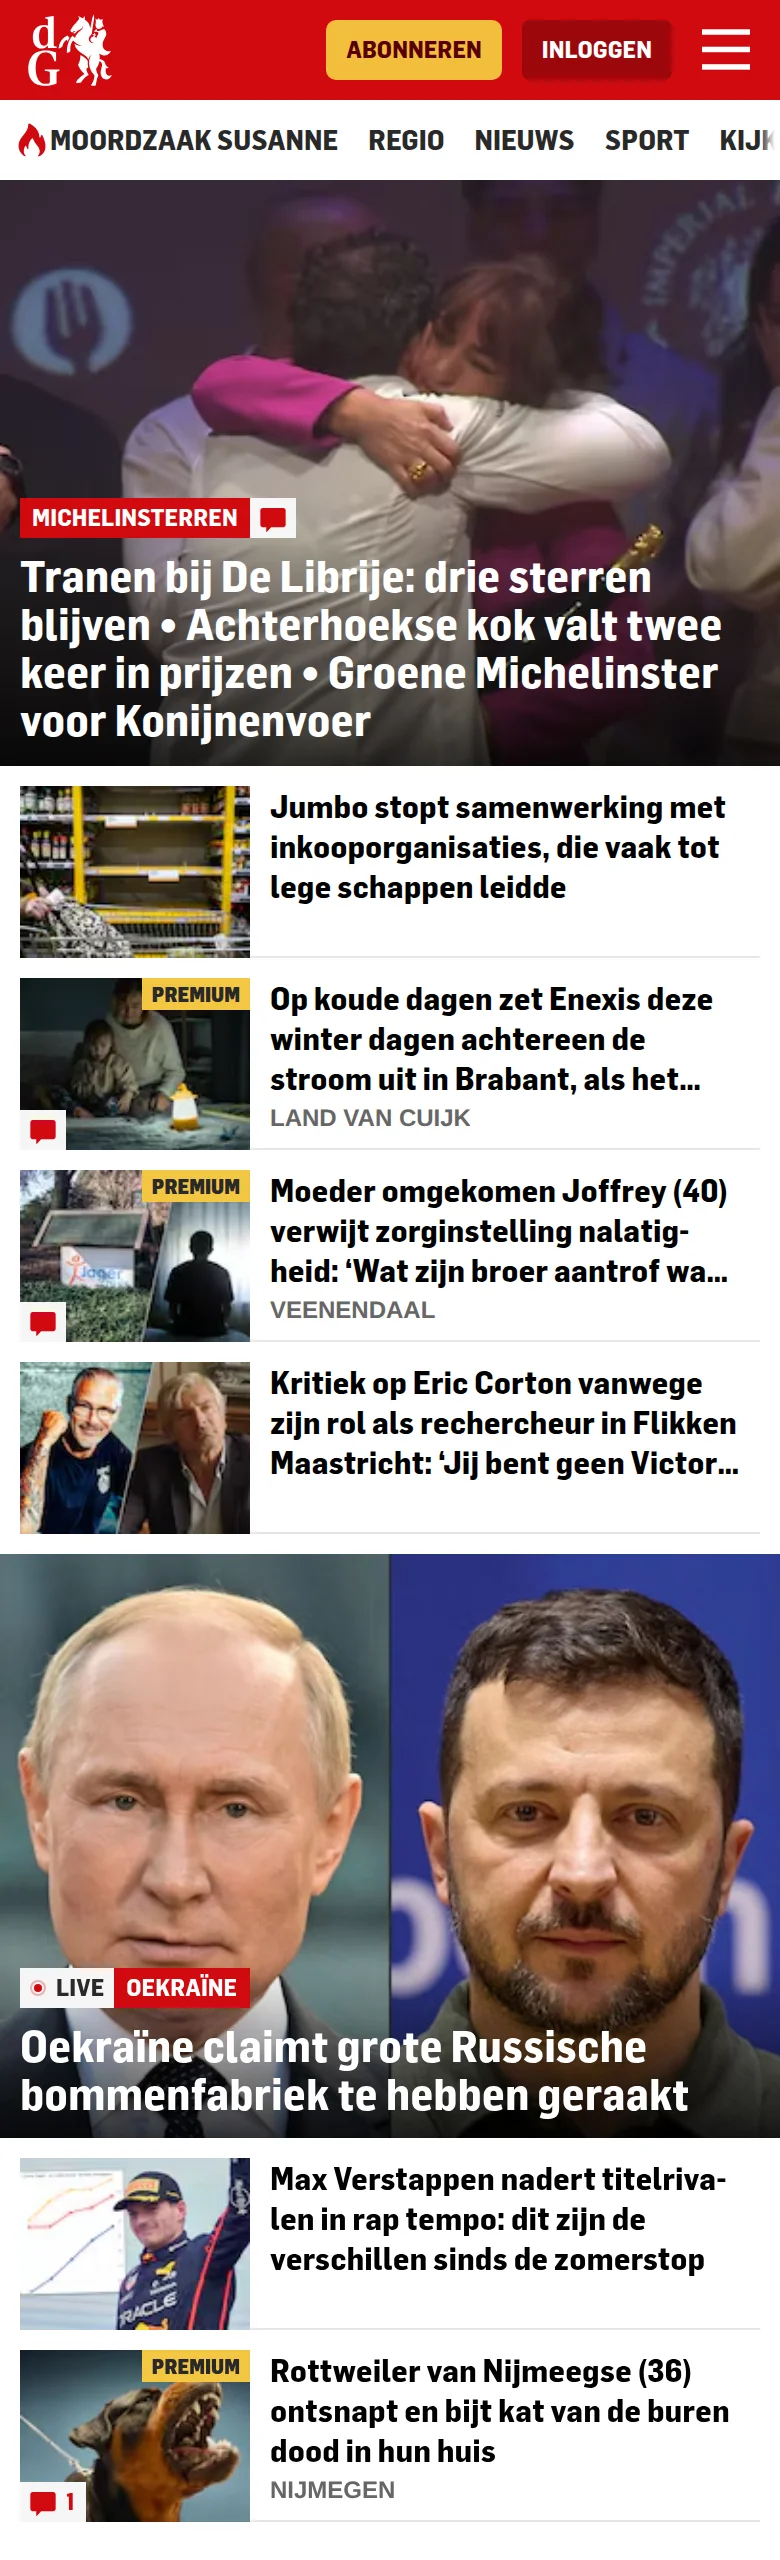 d
G
ABONNEREN
INLOGGEN
MOORDZAAK SUSANNE
REGIO
NIEUWS
SPORT
KIJK
IMPERIAL
MICHELINSTERREN
Tranen bij De Librije: drie sterren
blijven • Achterhoekse kok valt twee
keer in prijzen • Groene Michelinster
voor Konijnenvoer
Jumbo stopt samenwerking met
inkooporganisaties, die vaak tot
lege schappen leidde
PREMIUM
Op koude dagen zet Enexis deze
winter dagen achtereen de
stroom uit in Brabant, als het...
LAND VAN CUIJK
PREMIUM
Moeder omgekomen Joffrey (40)
verwijt zorginstelling nalatig-
heid: ‘Wat zijn broer aantrof wa...
VEENENDAAL
Kritiek op Eric Corton vanwege
zijn rol als rechercheur in Flikken
Maastricht: ‘Jij bent geen Victor...
LIVE
OEKRAÏNE
Oekraïne claimt grote Russische
bommenfabriek te hebben geraakt
ORACLE
Max Verstappen nadert titelriva-
len in rap tempo: dit zijn de
verschillen sinds de zomerstop
PREMIUM
1
Rottweiler van Nijmeegse (36)
ontsnapt en bijt kat van de buren
dood in hun huis
NIJMEGEN